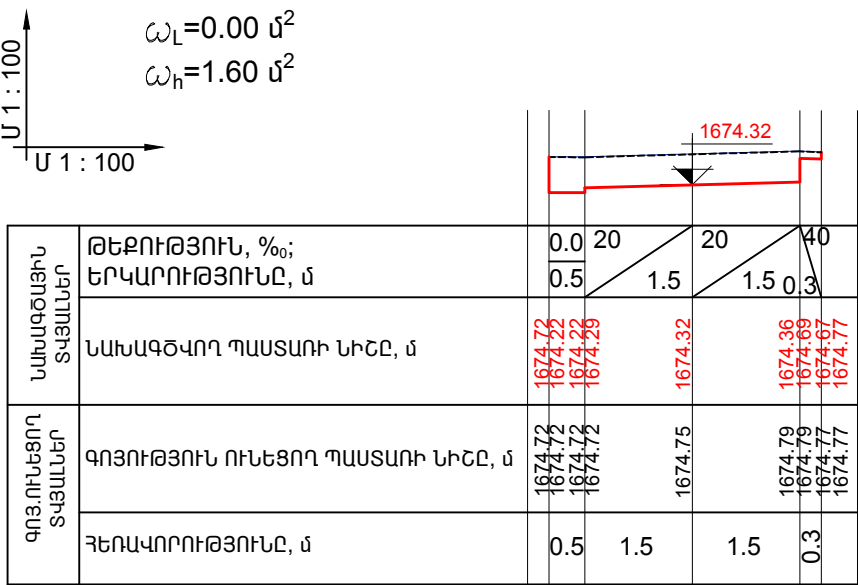 ω_L=0.00 մ²
ω_h=1.60 մ²
Մ 1 : 100
Մ 1 : 100
1674.32
ՆԱԽԱԳԾԱՅԻՆ
ՏՎՅԱԼՆԵՐ
ԹԵՔՈՒԹՅՈՒՆ, %₀;
ԵՐԿԱՐՈՒԹՅՈՒՆԸ, մ
0.0 20 20 40
0.5 1.5 1.5 0.3
ՆԱԽԱԳԾՎՈՂ ՊԱՍՏԱՌԻ ՆԻՇԸ, մ
1674.72 1674.22 1674.22 1674.29 1674.32 1674.36 1674.69 1674.67 1674.77
ԳՈՅ.ՈՒՆԵՑՈՂ
ՏՎՅԱԼՆԵՐ
ԳՈՅՈՒԹՅՈՒՆ ՈՒՆԵՑՈՂ ՊԱՍՏԱՌԻ ՆԻՇԸ, մ
1674.72 1674.72 1674.72 1674.72 1674.75 1674.79 1674.79 1674.77 1674.77
ՀԵՌԱՎՈՐՈՒԹՅՈՒՆԸ, մ
0.5 1.5 1.5 0.3